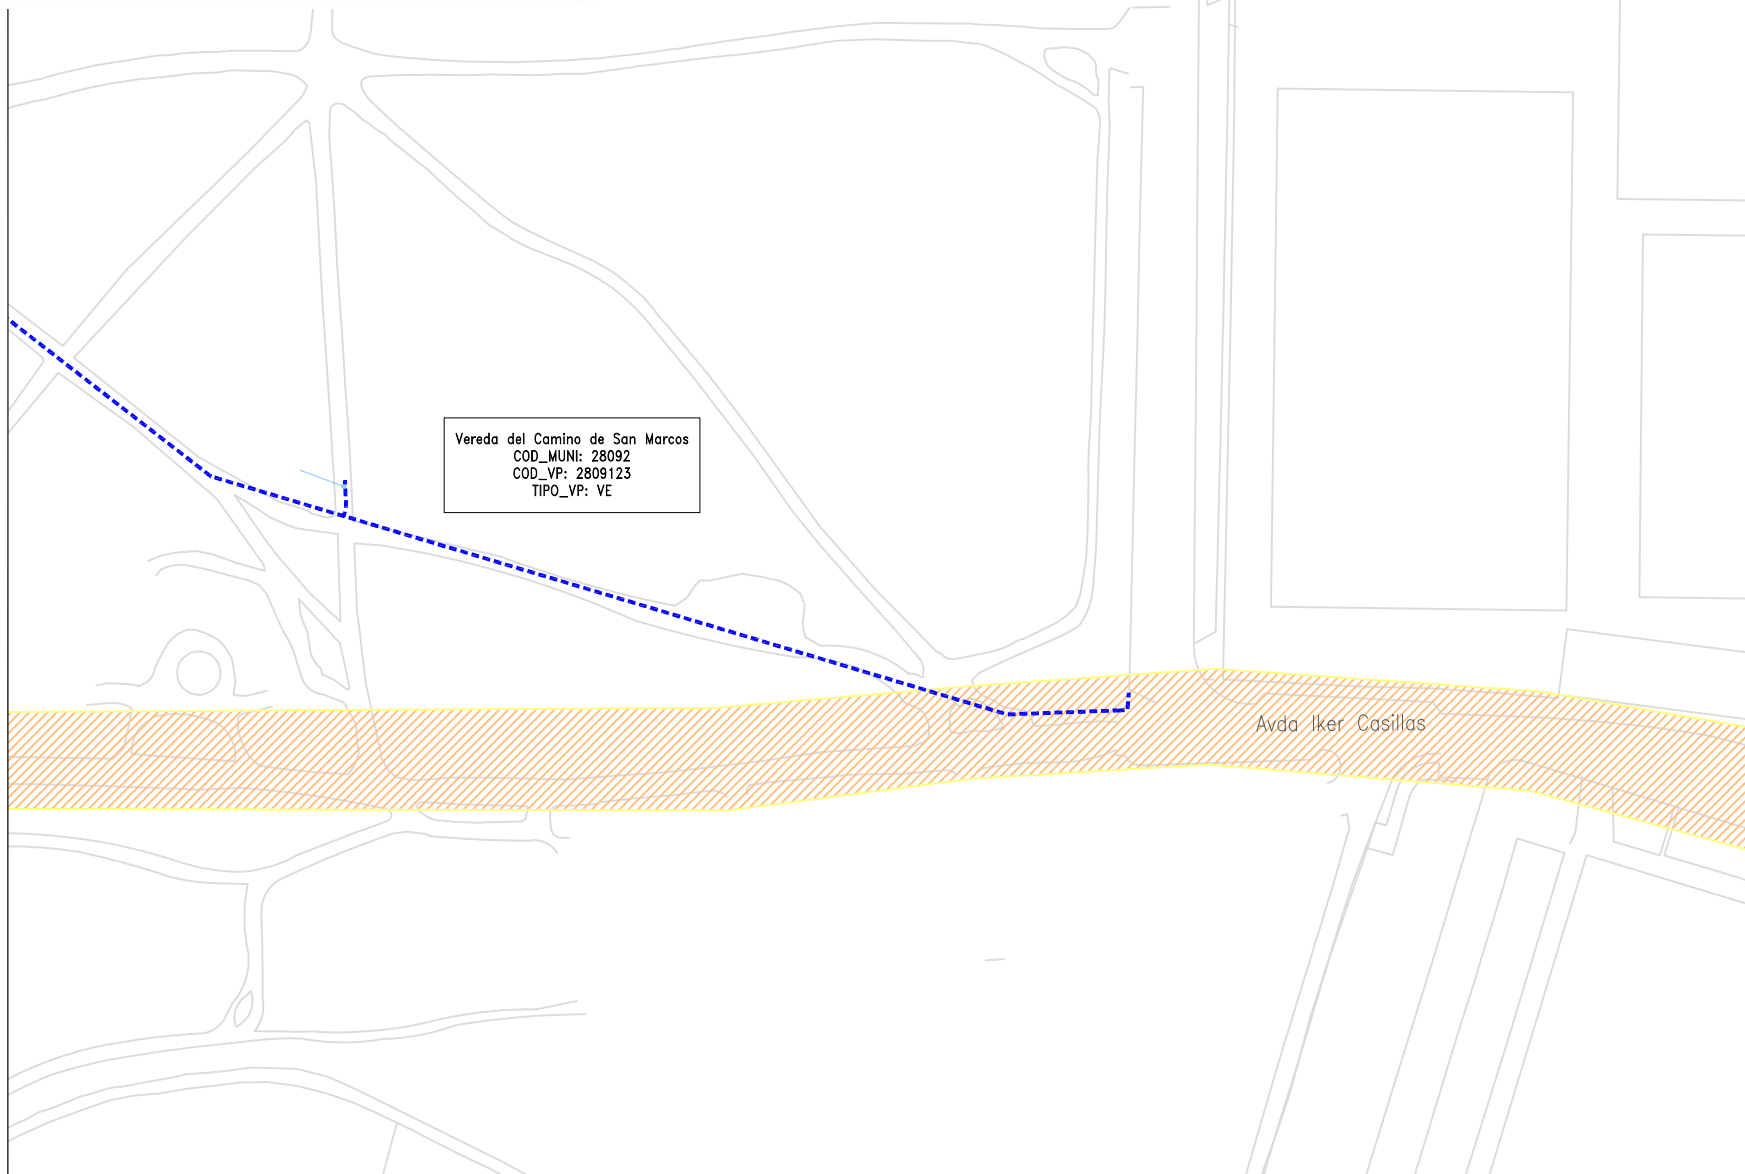 Vereda del Camino de San Marcos
COD_MUNI: 28092
COD_VP: 2809123
TIPO_VP: VE
Avda Iker Casillas